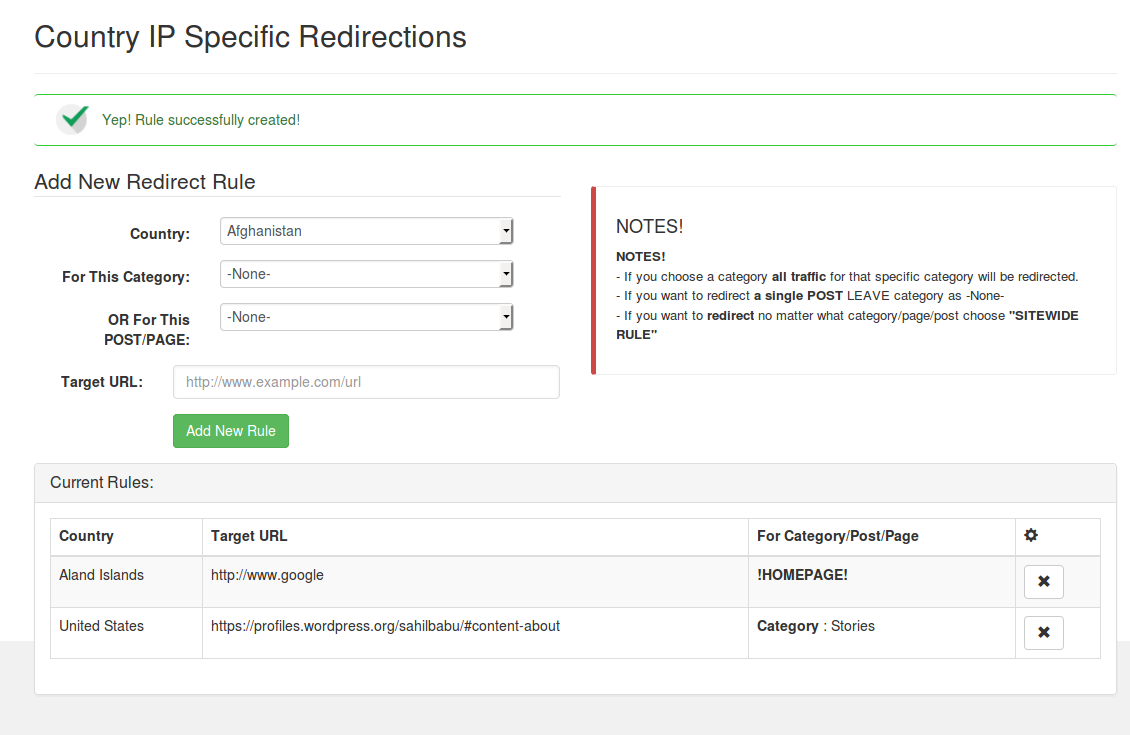 Country IP Specific Redirections
Yep! Rule successfully created!
Add New Redirect Rule
Country:
Afghanistan
For This Category:
-None-
OR For This
POST/PAGE:
-None-
Target URL:
http://www.example.com/url
Add New Rule
NOTES!
NOTES!
- If you choose a category all traffic for that specific category will be redirected.
- If you want to redirect a single POST LEAVE category as -None-
- If you want to redirect no matter what category/page/post choose "SITEWIDE
RULE"
Current Rules:
Country Target URL For Category/Post/Page
Aland Islands http://www.google !HOMEPAGE!
United States https://profiles.wordpress.org/sahilbabu/#content-about Category : Stories